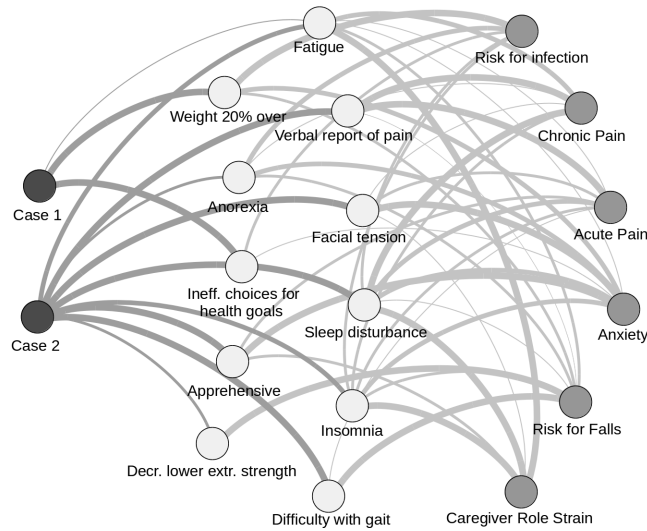 Fatigue
Risk for infection
Weight 20% over
Verbal report of pain
Chronic Pain
Case 1
Anorexia
Facial tension
Acute Pain
Ineff. choices for
health goals
Sleep disturbance
Anxiety
Case 2
Apprehensive
Insomnia
Risk for Falls
Decr. lower extr. strength
Difficulty with gait
Caregiver Role Strain